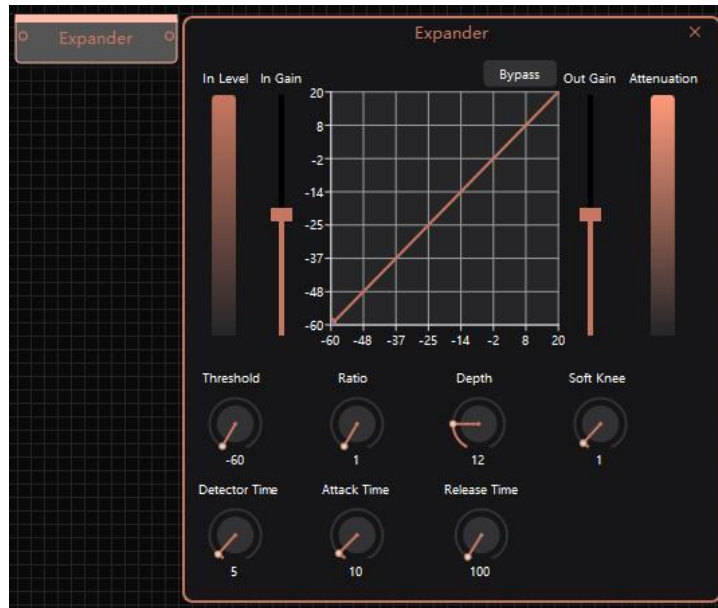 Expander
Expander
×
In Level In Gain Bypass Out Gain Attenuation
20
8
-2
-14
-25
-37
-48
-60
-60 -48 -37 -25 -14 -2 8 20
Threshold Ratio Depth Soft Knee
-60 1 12 1
Detector Time Attack Time Release Time
5 10 100